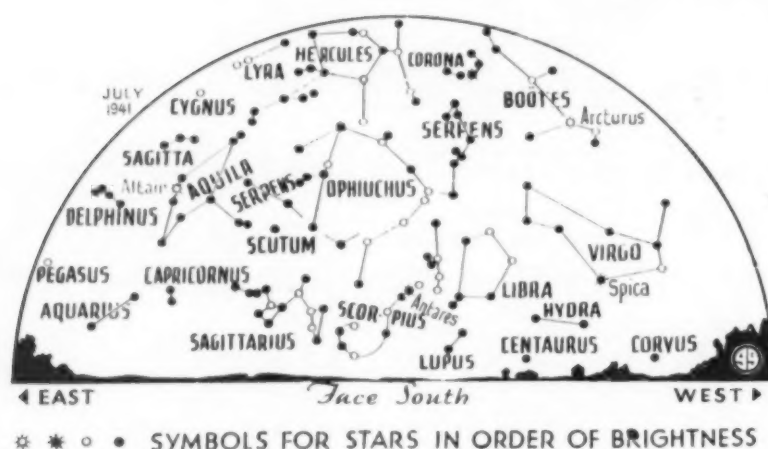 HERCULES
CORONA
LYRA
JULY
1941
CYGNUS
BOOTES
Arcturus
SERPENS
SAGITTA
Altair
AQUILA
SERPENS
OPHIUCHUS
DELPHINUS
SCUTUM
VIRGO
PEGASUS
CAPRICORNUS
AQUARIUS
LIBRA
Spica
SCORPIUS
Antares
HYDRA
SAGITTARIUS
LUPUS
CENTAURUS
CORVUS
EAST
Face South
WEST
SYMBOLS FOR STARS IN ORDER OF BRIGHTNESS